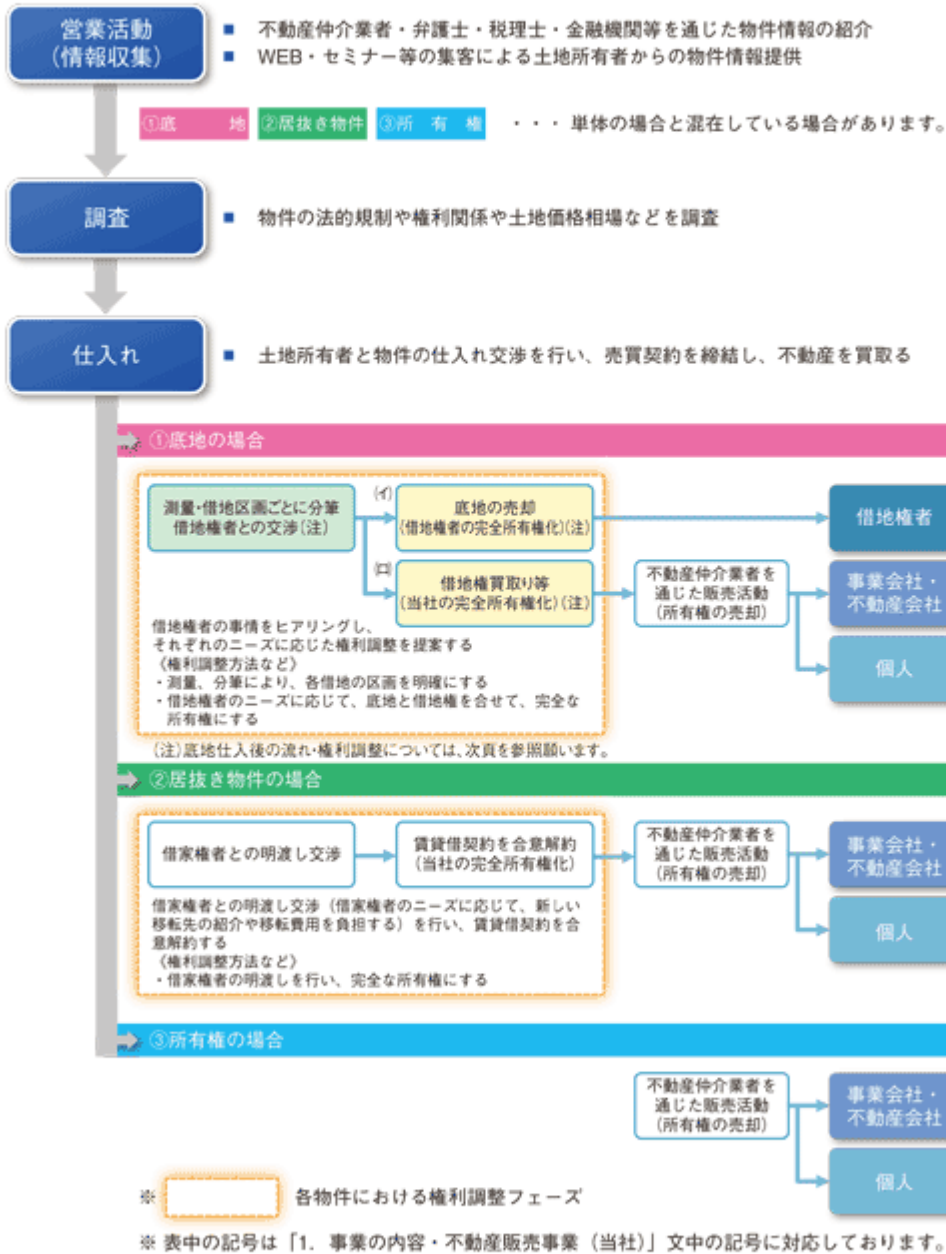 営業活動
(情報収集)
■ 不動産仲介業者・弁護士・税理士・金融機関等を通じた物件情報の紹介
■ WEB・セミナー等の集客による土地所有者からの物件情報提供
①底 地 ②居抜き物件 ③所 有 権 ・・・ 単体の場合と混在している場合があります。
調査
■ 物件の法的規制や権利関係や土地価格相場などを調査
仕入れ
■ 土地所有者と物件の仕入れ交渉を行い、売買契約を締結し、不動産を買取る
①底地の場合
測量・借地区画ごとに分筆
借地権者との交渉(注)
(イ)
底地の売却
(借地権者の完全所有権化)(注)
借地権者
(ロ)
借地権買取り等
(当社の完全所有権化)(注)
不動産仲介業者を
通じた販売活動
(所有権の売却)
事業会社・
不動産会社
個人
借地権者の事情をヒアリングし、
それぞれのニーズに応じた権利調整を提案する
《権利調整方法など》
・測量、分筆により、各借地の区画を明確にする
・借地権者のニーズに応じて、底地と借地権を合せて、完全な
所有権にする
(注)底地仕入後の流れ・権利調整については、次頁を参照願います。
②居抜き物件の場合
借家権者との明渡し交渉
賃貸借契約を合意解約
(当社の完全所有権化)
不動産仲介業者を
通じた販売活動
(所有権の売却)
事業会社・
不動産会社
個人
借家権者との明渡し交渉(借家権者のニーズに応じて、新しい
移転先の紹介や移転費用を負担する)を行い、賃貸借契約を合
意解約する
《権利調整方法など》
・借家権者の明渡しを行い、完全な所有権にする
③所有権の場合
不動産仲介業者を
通じた販売活動
(所有権の売却)
事業会社・
不動産会社
個人
※ 各物件における権利調整フェーズ
※ 表中の記号は「1. 事業の内容・不動産販売事業(当社)」文中の記号に対応しております。